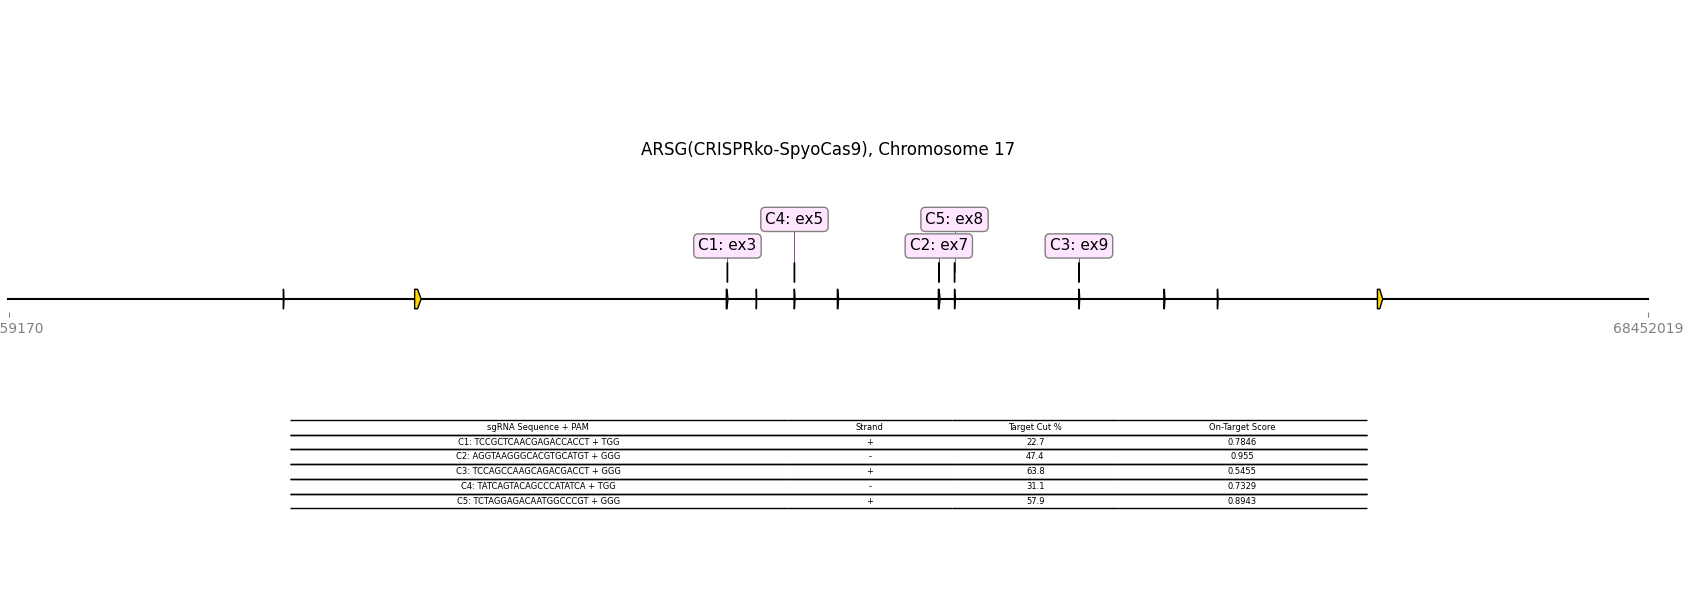 ARSG(CRISPRko-SpyoCas9), Chromosome 17
C4: ex5 C5: ex8
C1: ex3 C2: ex7 C3: ex9
59170 68452019
sgRNA Sequence + PAM Strand Target Cut % On-Target Score
C1: TCCGCTCAACGAGACCACCT + TGG + 22.7 0.7846
C2: AGGTAAGGGCACGTGCATGT + GGG - 47.4 0.955
C3: TCCAGCCAAGCAGACGACCT + GGG + 63.8 0.5455
C4: TATCAGTACAGCCCATATCA + TGG - 31.1 0.7329
C5: TCTAGGAGACAATGGCCCGT + GGG + 57.9 0.8943